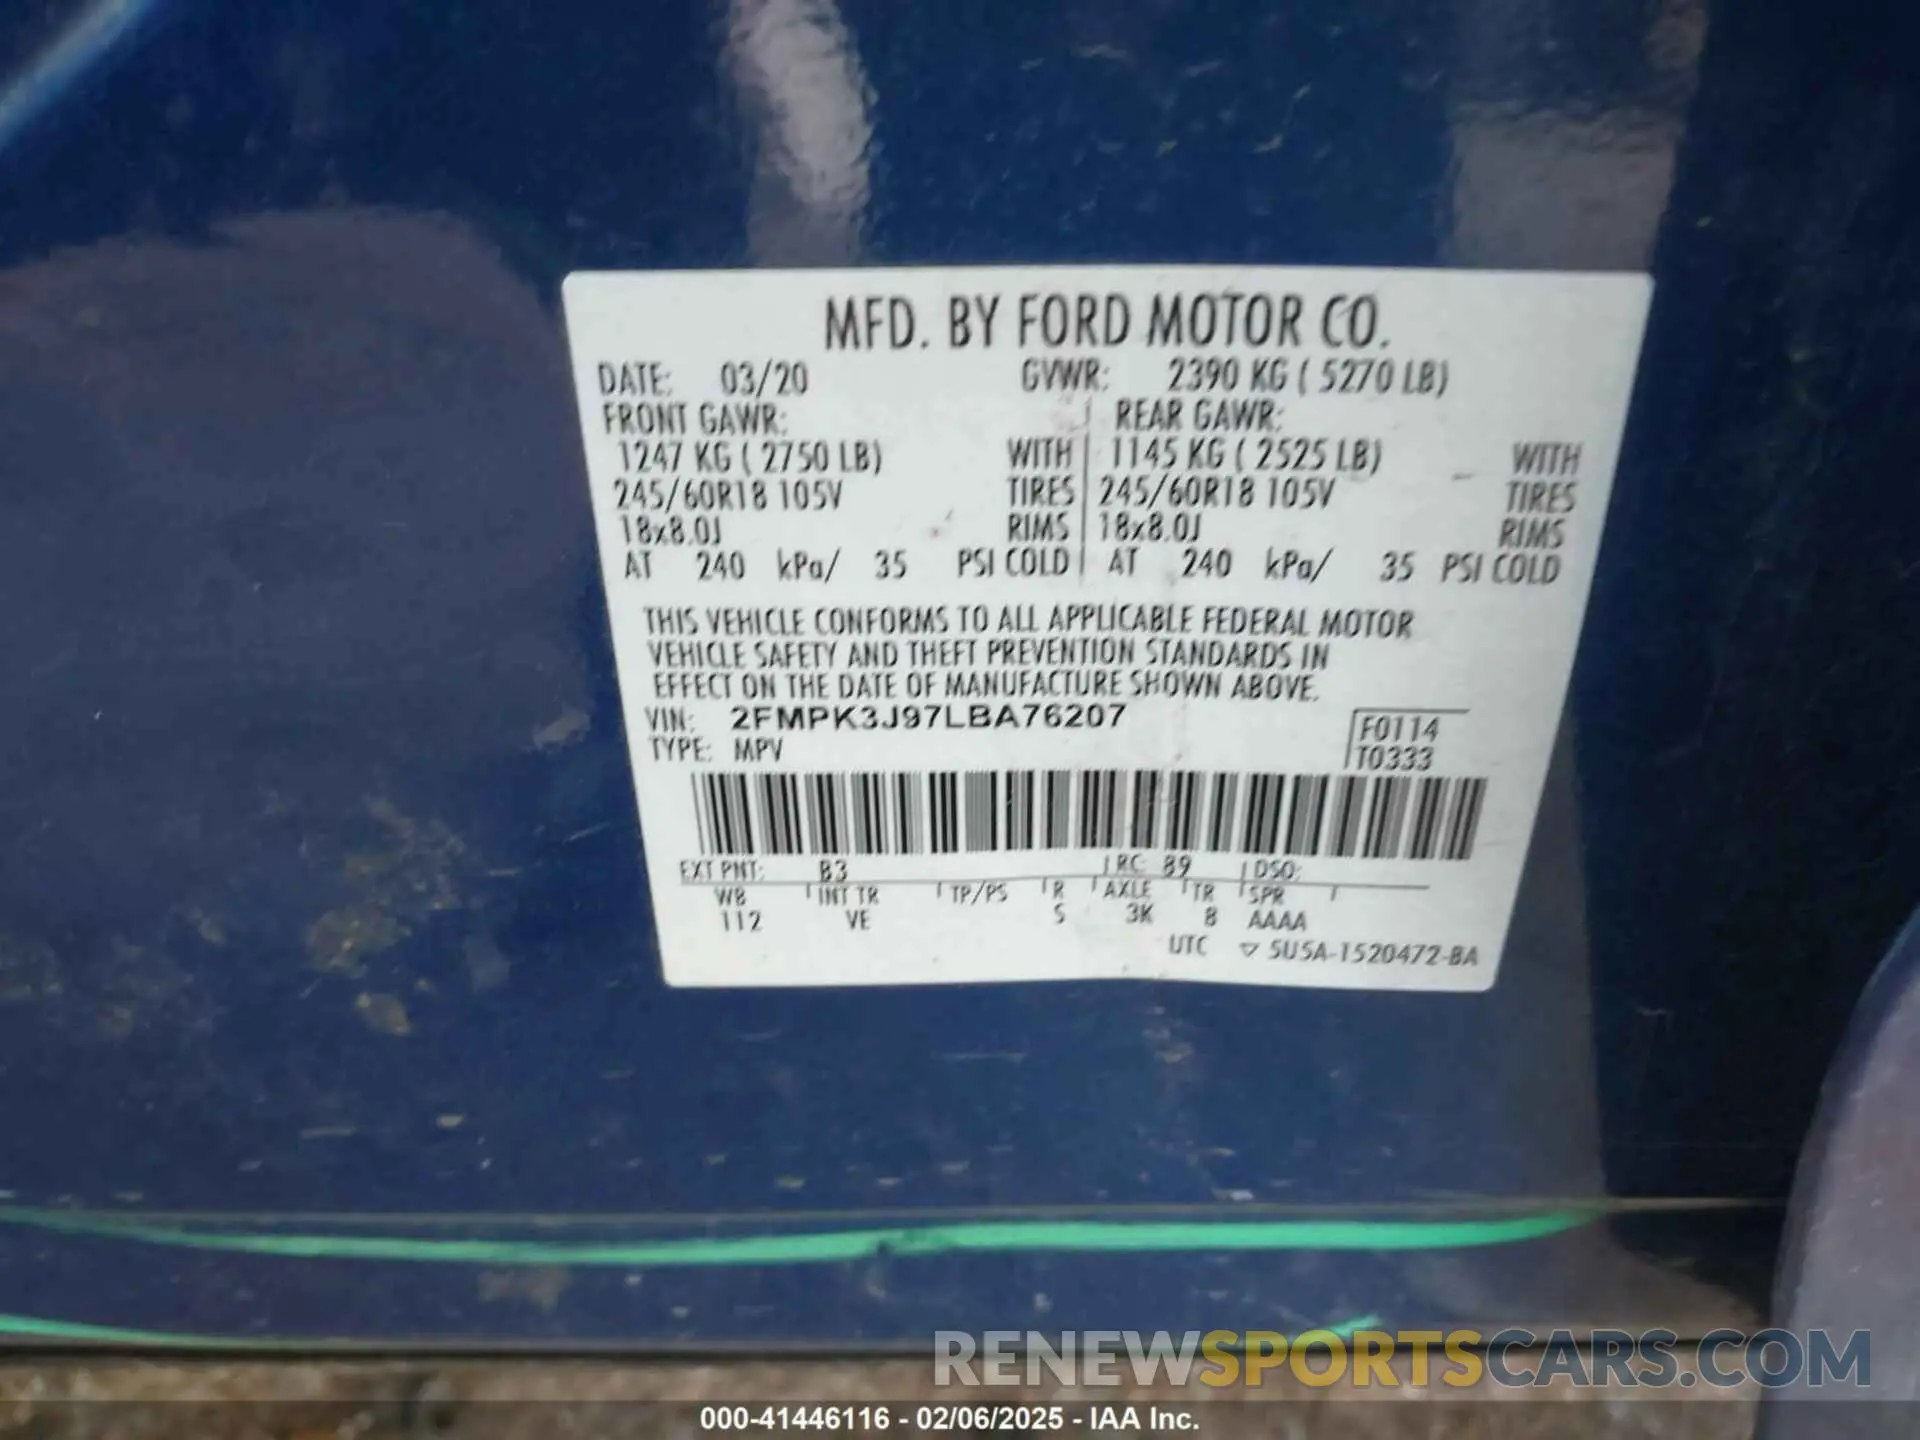 MFD. BY FORD MOTOR CO.
DATE: 03/20 GVWR: 2390 KG ( 5270 LB)
FRONT GAWR: REAR GAWR:
1247 KG ( 2750 LB) WITH 1145 KG ( 2525 LB) WITH
245/60R18 105V TIRES 245/60R18 105V TIRES
18x8.0J RIMS 18x8.0J RIMS
AT 240 kPa/ 35 PSI COLD AT 240 kPa/ 35 PSI COLD
THIS VEHICLE CONFORMS TO ALL APPLICABLE FEDERAL MOTOR
VEHICLE SAFETY AND THEFT PREVENTION STANDARDS IN
EFFECT ON THE DATE OF MANUFACTURE SHOWN ABOVE.
VIN: 2FMPK3J97LBA76207
TYPE: MPV
F0114
T0333
EXT PNT: B3 RC: 89 DSO:
WB INT TR TP/PS R AXLE TR SPR
112 VE S 3K 8 AAAA
UTC ▽ 5U5A-1520472-BA
RENEWSPORTSCARS.COM
000-41446116 - 02/06/2025 - IAA Inc.